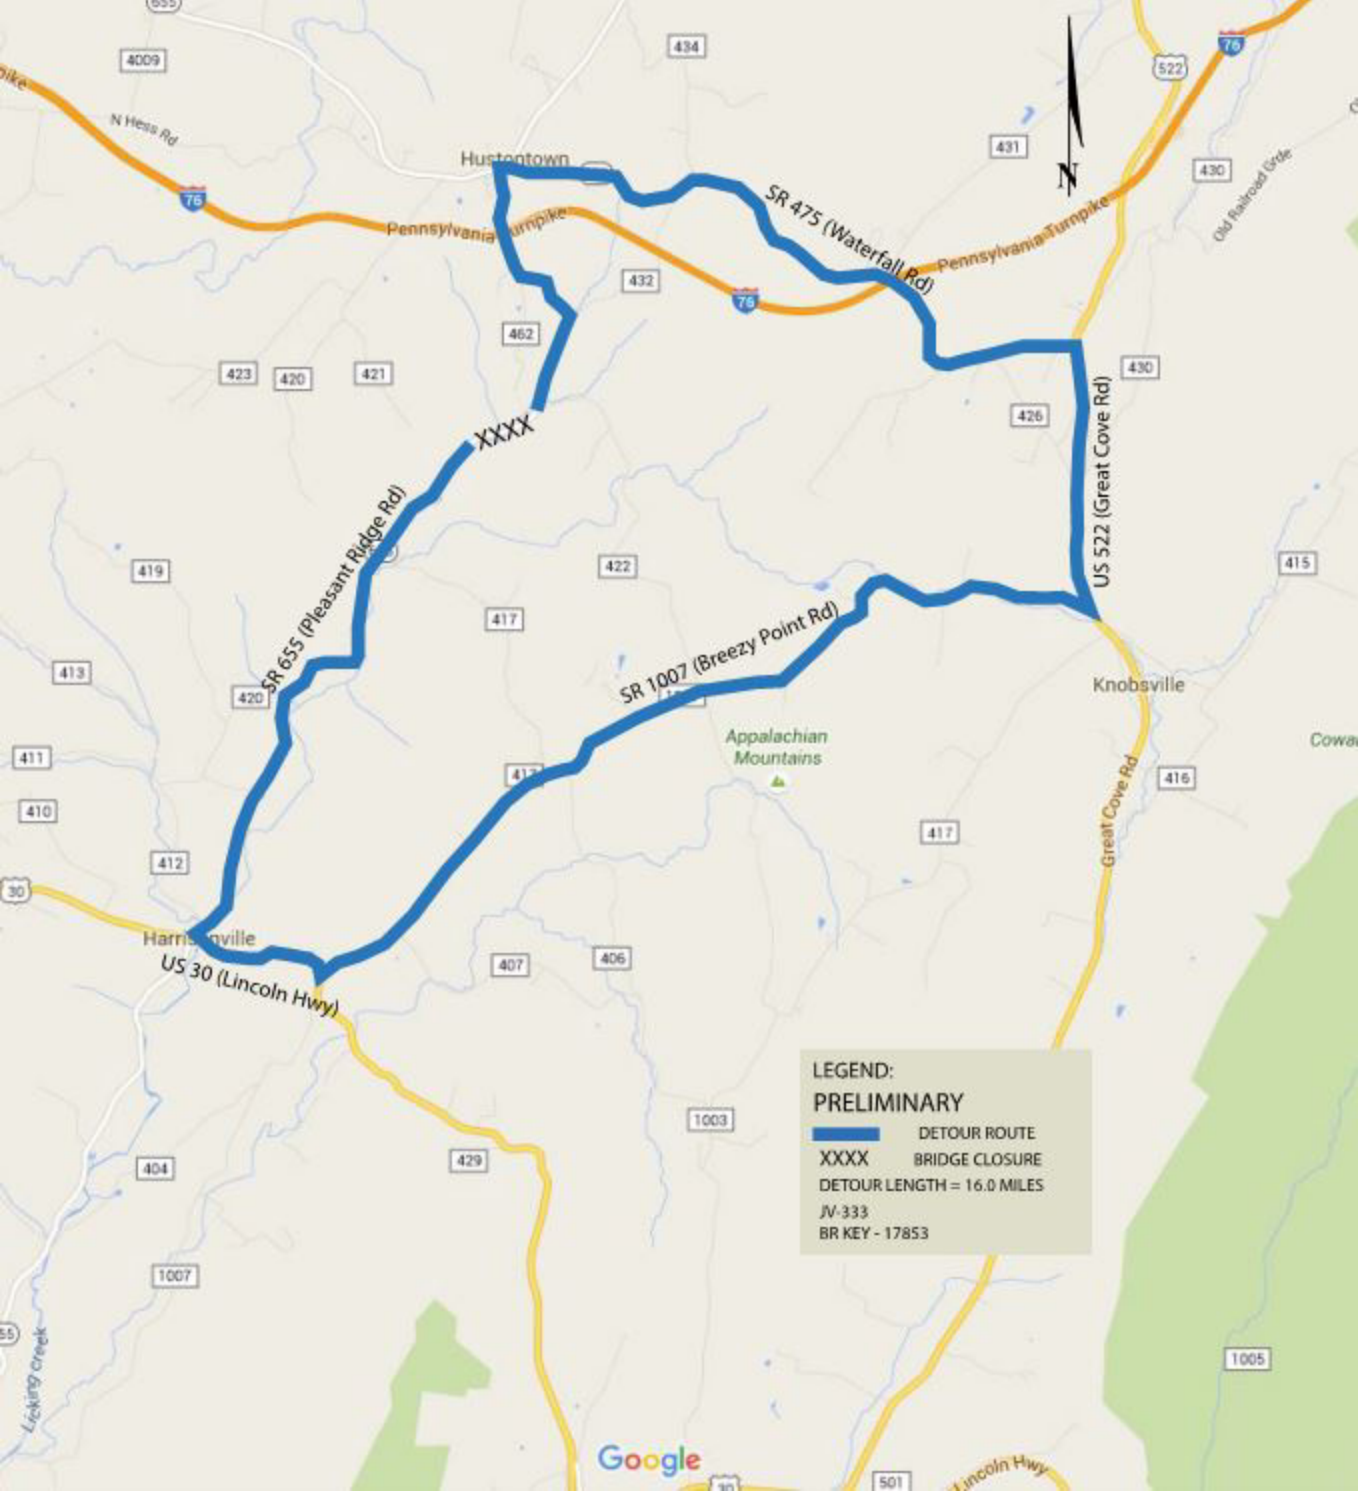 655
434
4009
76
522
pike
N Hess Rd
431
N
430
Old Railroad Grde
Hustontown
76
SR 475 (Waterfall Rd)
Pennsylvania Turnpike
Pennsylvania Turnpike
432
76
462
423
420
421
430
426
XXXX
US 522 (Great Cove Rd)
SR 655 (Pleasant Ridge Rd)
419
422
415
417
SR 1007 (Breezy Point Rd)
413
420
Knobsville
Appalachian
Mountains
411
417
416
410
Great Cove Rd
417
412
30
Harrisonville
US 30 (Lincoln Hwy)
407
406
LEGEND:
PRELIMINARY
DETOUR ROUTE
XXXX BRIDGE CLOSURE
DETOUR LENGTH = 16.0 MILES
JV-333
BR KEY - 17853
1003
429
404
1007
55
Licking creek
1005
Google
30
501
Lincoln Hwy